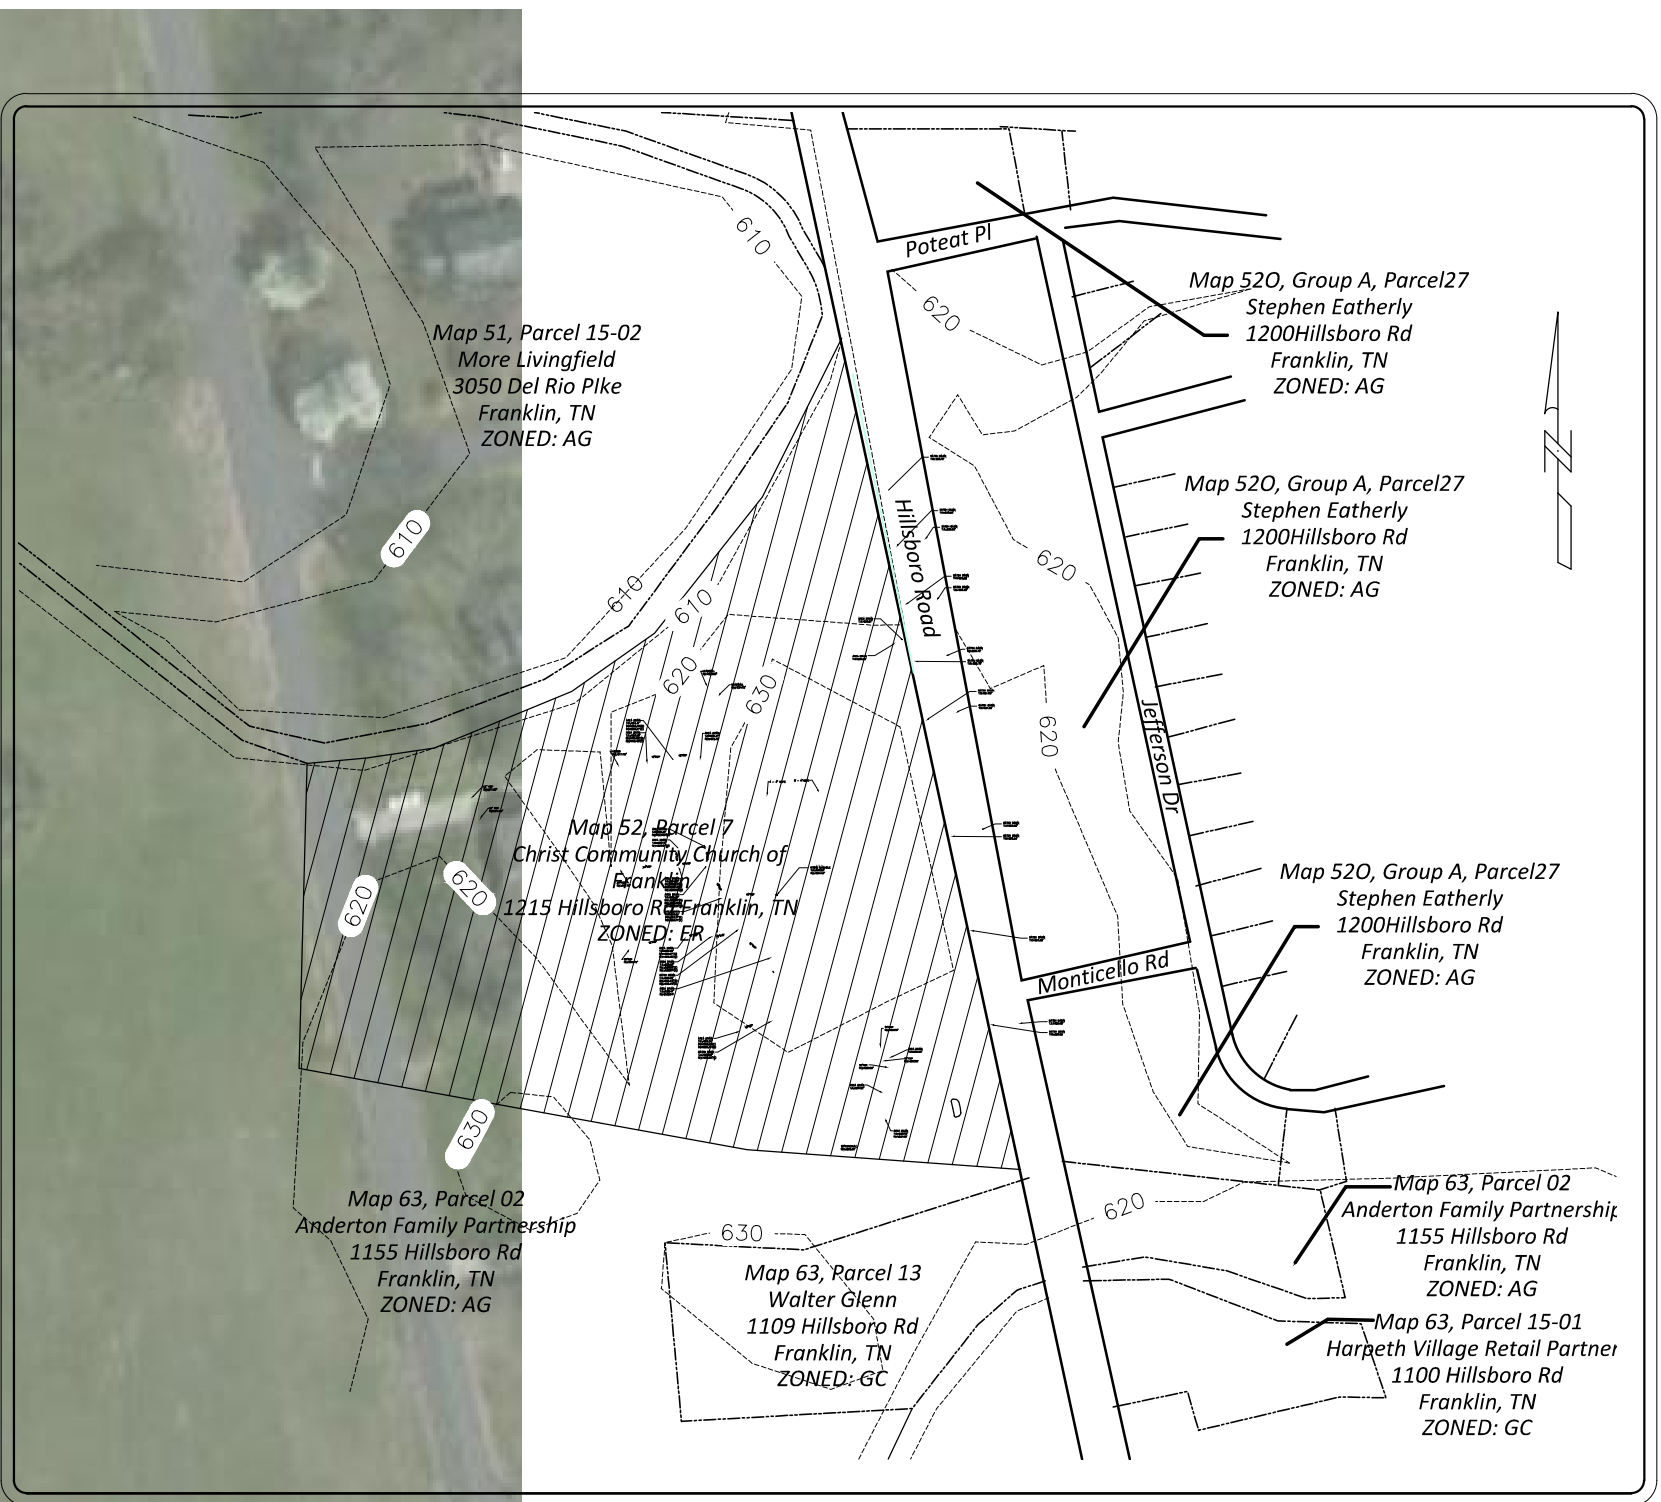 610
Poteat Pl
620
Map 52O, Group A, Parcel27
Stephen Eatherly
1200Hillsboro Rd
Franklin, TN
ZONED: AG
Map 51, Parcel 15-02
More Livingfield
3050 Del Rio PIke
Franklin, TN
ZONED: AG
N
Map 52O, Group A, Parcel27
Stephen Eatherly
1200Hillsboro Rd
Franklin, TN
ZONED: AG
Hillsboro Road
610
620
610
610
620
630
620
Jefferson Dr
Map 52, Parcel 7
Christ Community Church of
Franklin
1215 Hillsboro Rd Franklin, TN
ZONED: ER
620
620
Map 52O, Group A, Parcel27
Stephen Eatherly
1200Hillsboro Rd
Franklin, TN
ZONED: AG
Monticello Rd
630
Map 63, Parcel 02
Anderton Family Partnership
1155 Hillsboro Rd
Franklin, TN
ZONED: AG
630
620
Map 63, Parcel 13
Walter Glenn
1109 Hillsboro Rd
Franklin, TN
ZONED: GC
Map 63, Parcel 02
Anderton Family Partnership
1155 Hillsboro Rd
Franklin, TN
ZONED: AG
Map 63, Parcel 15-01
Harpeth Village Retail Partner
1100 Hillsboro Rd
Franklin, TN
ZONED: GC